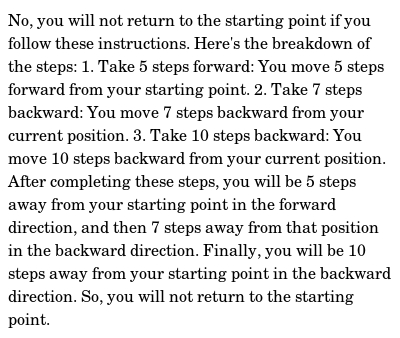 No, you will not return to the starting point if you
follow these instructions. Here's the breakdown of
the steps: 1. Take 5 steps forward: You move 5 steps
forward from your starting point. 2. Take 7 steps
backward: You move 7 steps backward from your
current position. 3. Take 10 steps backward: You
move 10 steps backward from your current position.
After completing these steps, you will be 5 steps
away from your starting point in the forward
direction, and then 7 steps away from that position
in the backward direction. Finally, you will be 10
steps away from your starting point in the backward
direction. So, you will not return to the starting
point.